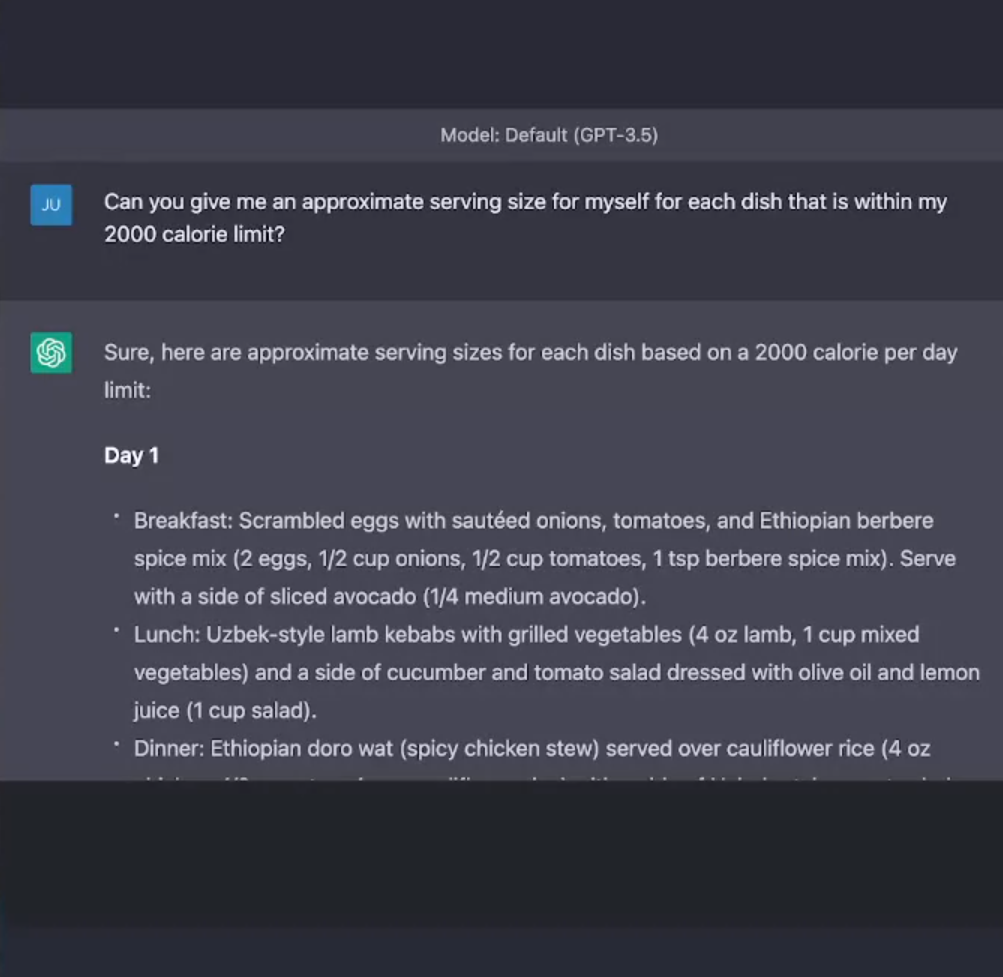 Model: Default (GPT-3.5)
JU
Can you give me an approximate serving size for myself for each dish that is within my
2000 calorie limit?
Sure, here are approximate serving sizes for each dish based on a 2000 calorie per day
limit:
Day 1
• Breakfast: Scrambled eggs with sautéed onions, tomatoes, and Ethiopian berbere
spice mix (2 eggs, 1/2 cup onions, 1/2 cup tomatoes, 1 tsp berbere spice mix). Serve
with a side of sliced avocado (1/4 medium avocado).
• Lunch: Uzbek-style lamb kebabs with grilled vegetables (4 oz lamb, 1 cup mixed
vegetables) and a side of cucumber and tomato salad dressed with olive oil and lemon
juice (1 cup salad).
• Dinner: Ethiopian doro wat (spicy chicken stew) served over cauliflower rice (4 oz